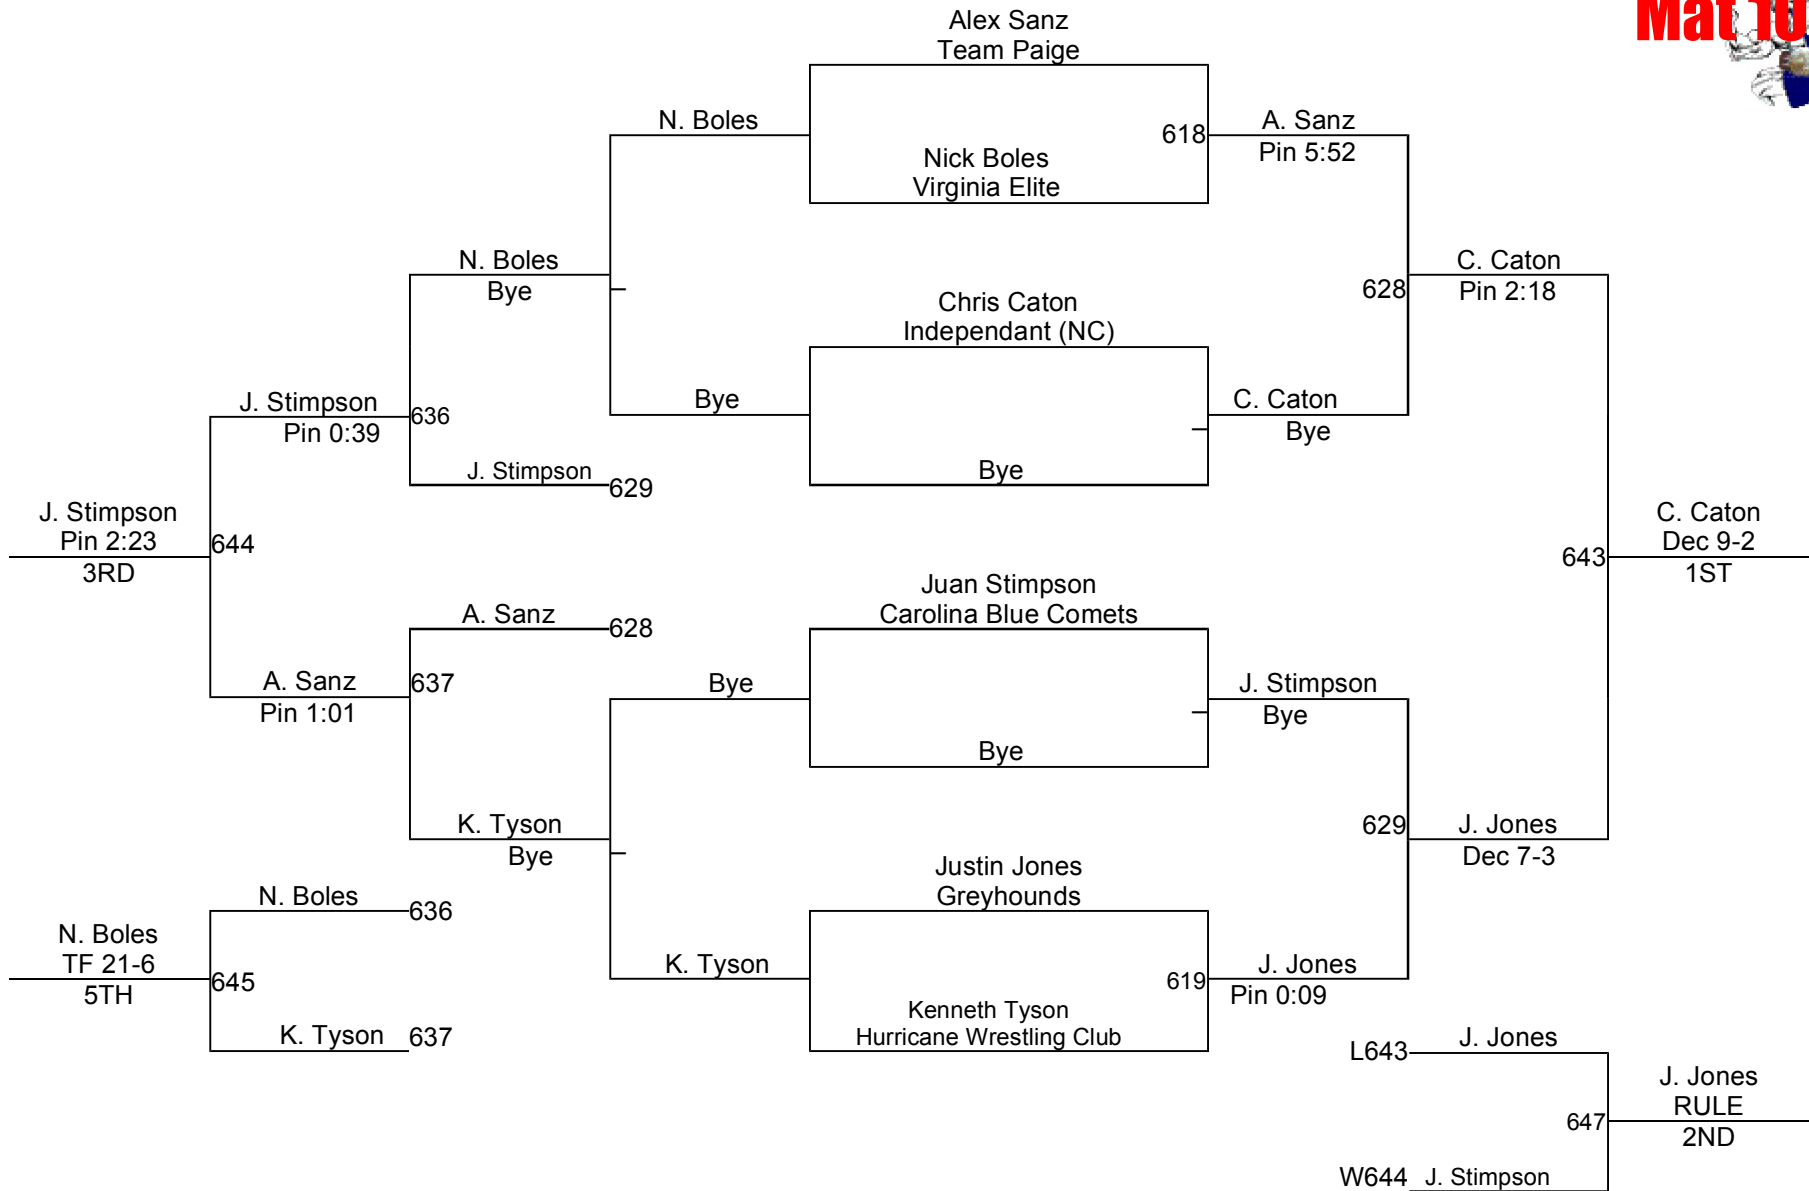 Mat 10
Alex Sanz
Team Paige
N. Boles
618
A. Sanz
Pin 5:52
Nick Boles
Virginia Elite
N. Boles
Bye
C. Caton
Pin 2:18
628
Chris Caton
Independant (NC)
J. Stimpson
Pin 0:39
636
Bye
C. Caton
Bye
J. Stimpson
629
Bye
J. Stimpson
Pin 2:23
3RD
644
643
C. Caton
Dec 9-2
1ST
Juan Stimpson
Carolina Blue Comets
A. Sanz
628
A. Sanz
Pin 1:01
637
Bye
J. Stimpson
Bye
Bye
K. Tyson
Bye
629
J. Jones
Dec 7-3
Justin Jones
Greyhounds
N. Boles
636
N. Boles
TF 21-6
5TH
645
K. Tyson
619
J. Jones
Pin 0:09
Kenneth Tyson
Hurricane Wrestling Club
K. Tyson
637
L643
J. Jones
J. Jones
RULE
2ND
647
W644
J. Stimpson